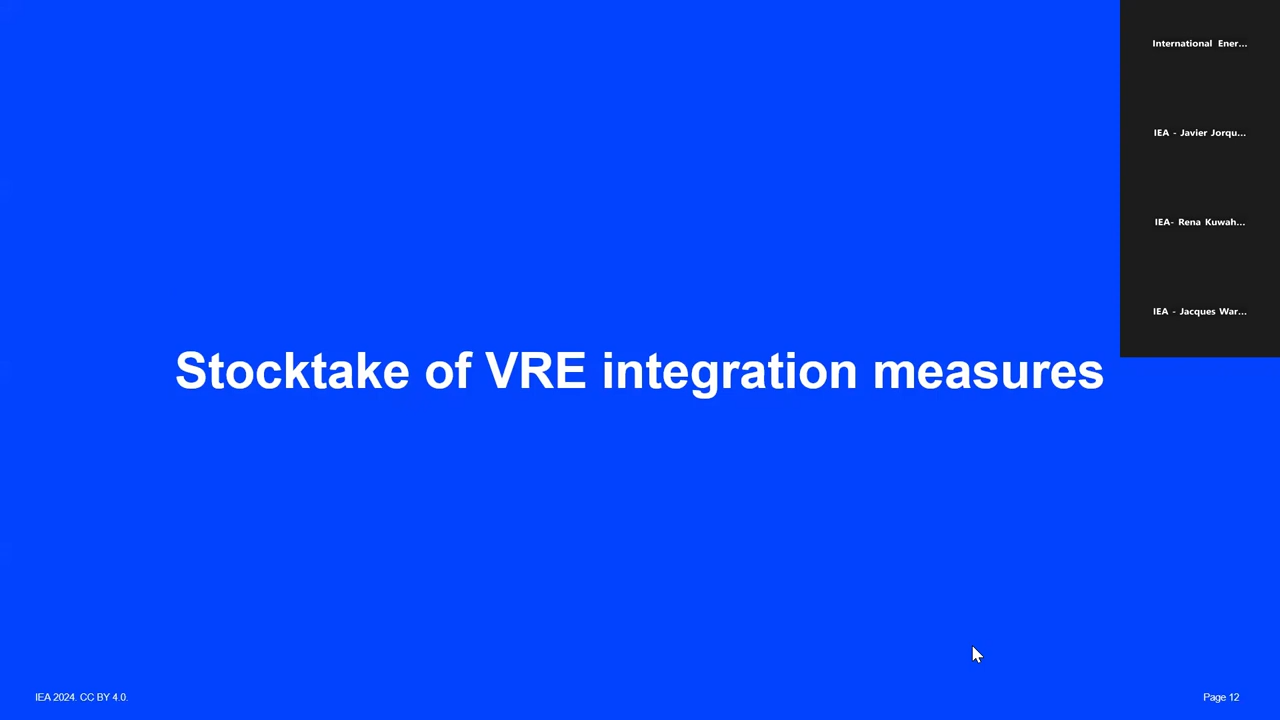 International Ener...
IEA - Javier Jorqu...
IEA- Rena Kuwah...
IEA - Jacques War...
Stocktake of VRE integration measures
IEA 2024. CC BY 4.0.
Page 12